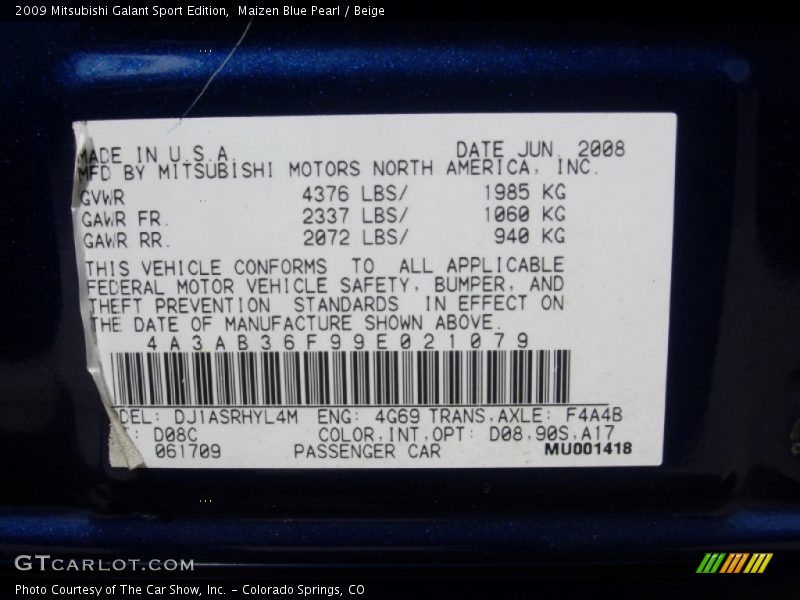 2009 Mitsubishi Galant Sport Edition, Maizen Blue Pearl / Beige
MADE IN U.S.A. DATE JUN. 2008
MFD BY MITSUBISHI MOTORS NORTH AMERICA, INC.
GVWR 4376 LBS/ 1985 KG
GAWR FR. 2337 LBS/ 1060 KG
GAWR RR. 2072 LBS/ 940 KG
THIS VEHICLE CONFORMS TO ALL APPLICABLE
FEDERAL MOTOR VEHICLE SAFETY, BUMPER, AND
THEFT PREVENTION STANDARDS IN EFFECT ON
THE DATE OF MANUFACTURE SHOWN ABOVE.
4A3AB36F99E021079
DEL: DJ1ASRHYL4M ENG: 4G69 TRANS.AXLE: F4A4B
T: D08C COLOR.INT.OPT: D08.90S.A17
061709 PASSENGER CAR MU001418
GTCARLOT.COM
Photo Courtesy of The Car Show, Inc. - Colorado Springs, CO